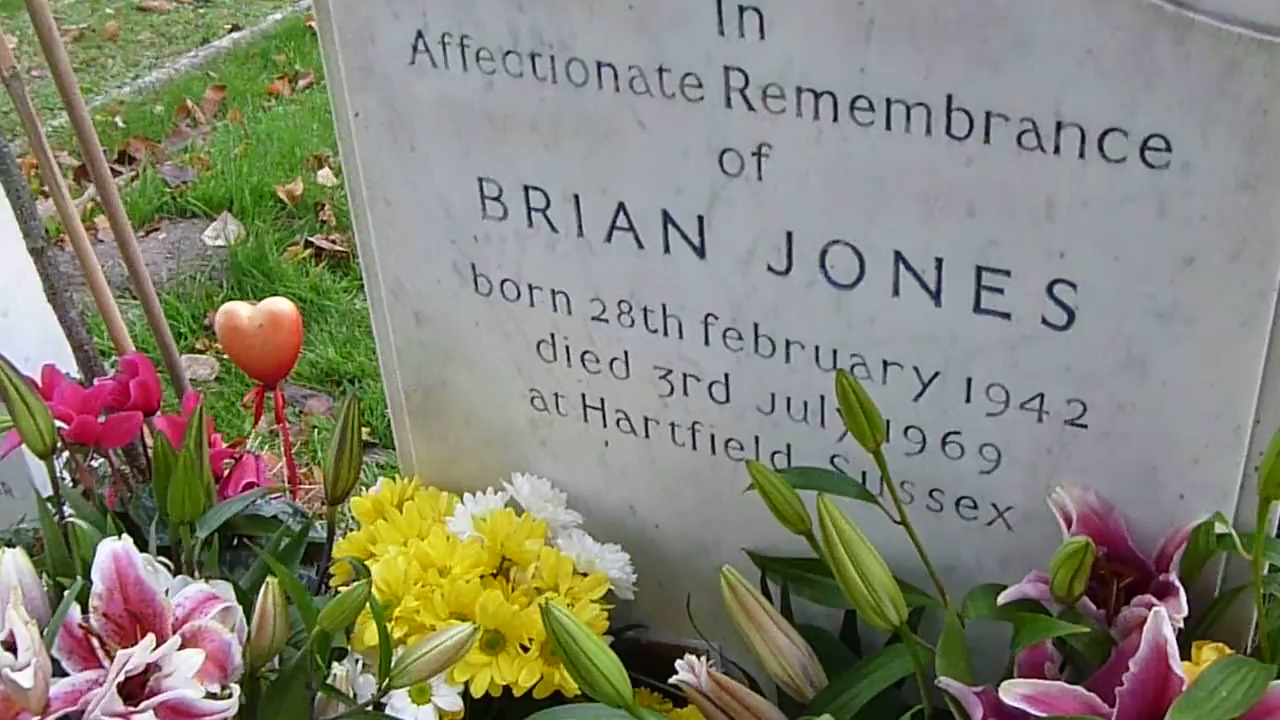 In
Affectionate Remembrance
of
BRIAN JONES
born 28th february 1942
died 3rd July 1969
at Hartfield Sussex